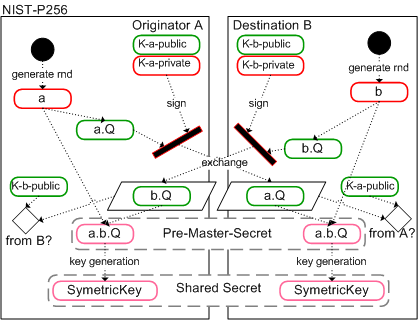 NIST-P256
Originator A
Destination B
K-a-public
K-b-public
K-a-private
K-b-private
generate rnd
generate rnd
a
sign
sign
b
a.Q
b.Q
exchange
K-b-public
b.Q
a.Q
K-a-public
from B?
a.b.Q
Pre-Master-Secret
a.b.Q
from A?
key generation
key generation
Shared Secret
SymetricKey
SymetricKey